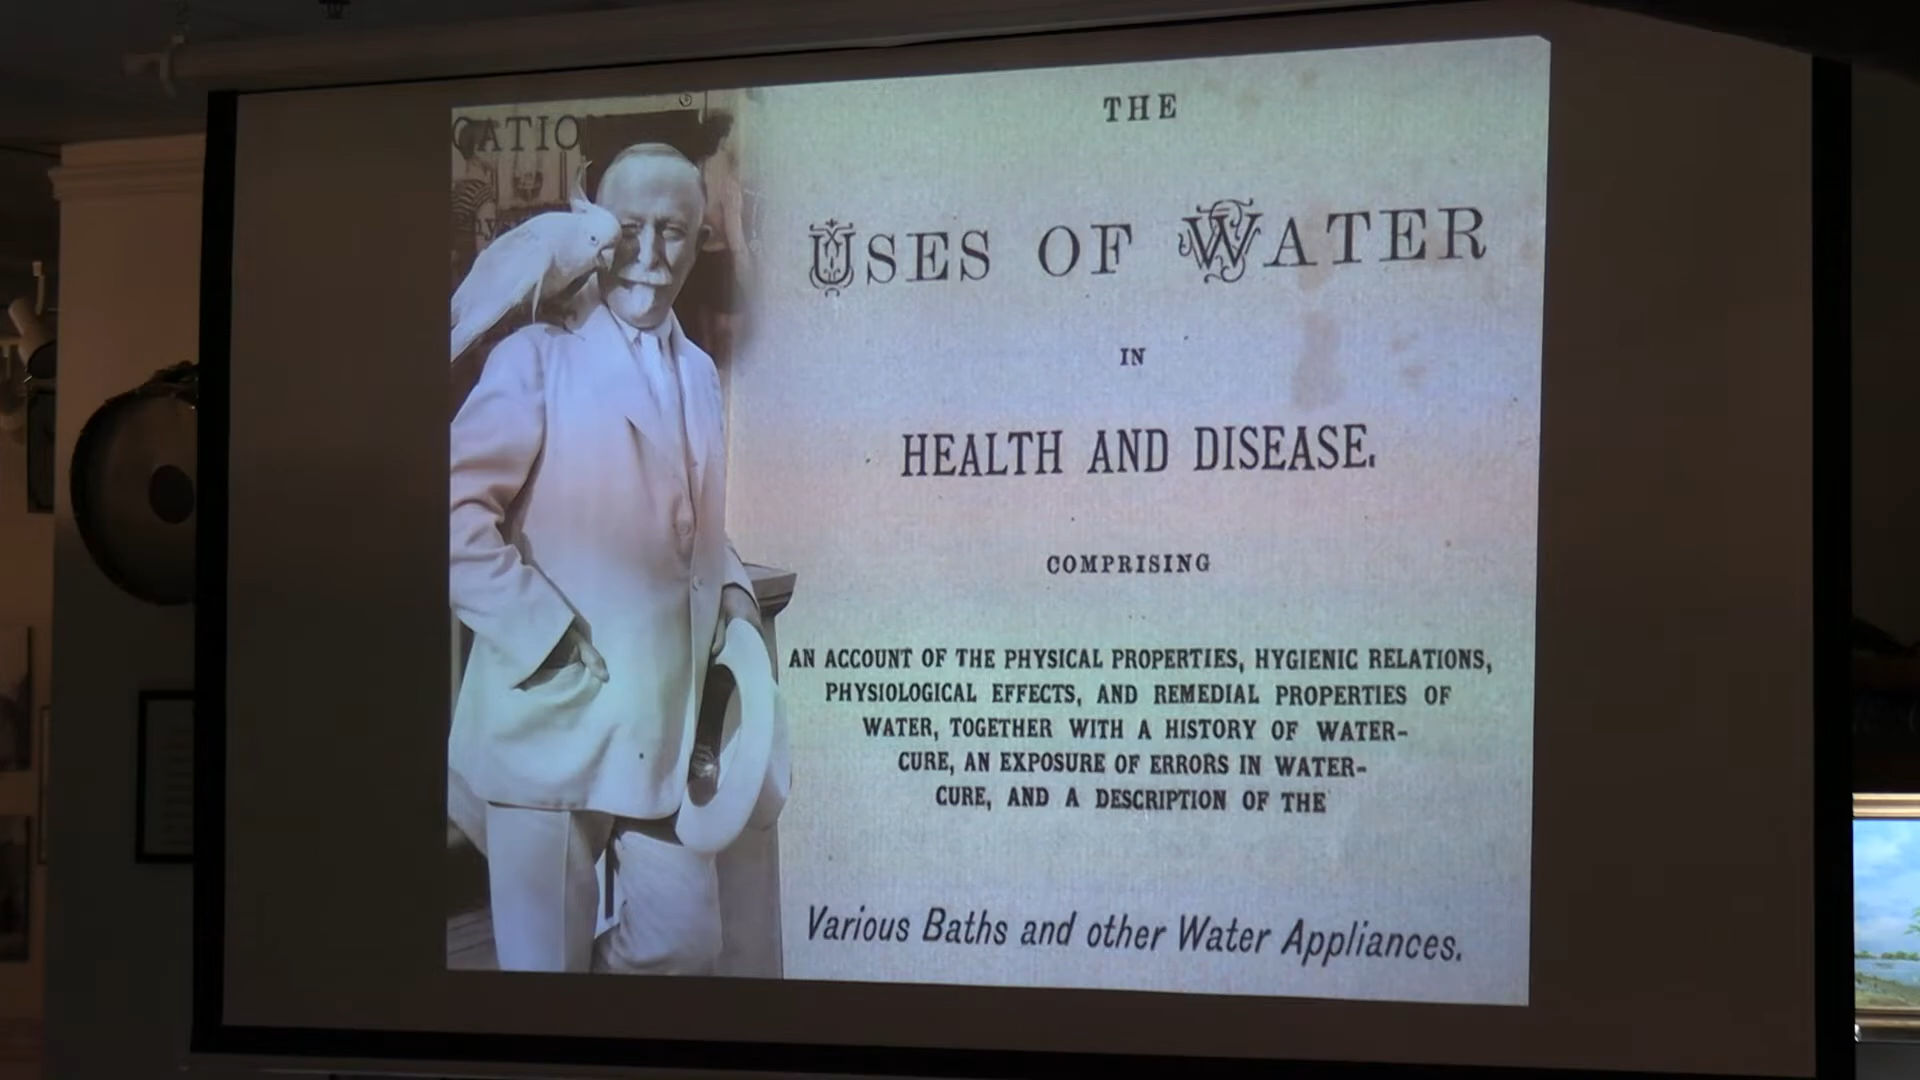 CATIO
THE
USES OF WATER
IN
HEALTH AND DISEASE.
COMPRISING
AN ACCOUNT OF THE PHYSICAL PROPERTIES, HYGIENIC RELATIONS,
PHYSIOLOGICAL EFFECTS, AND REMEDIAL PROPERTIES OF
WATER, TOGETHER WITH A HISTORY OF WATER-
CURE, AN EXPOSURE OF ERRORS IN WATER-
CURE, AND A DESCRIPTION OF THE
Various Baths and other Water Appliances.